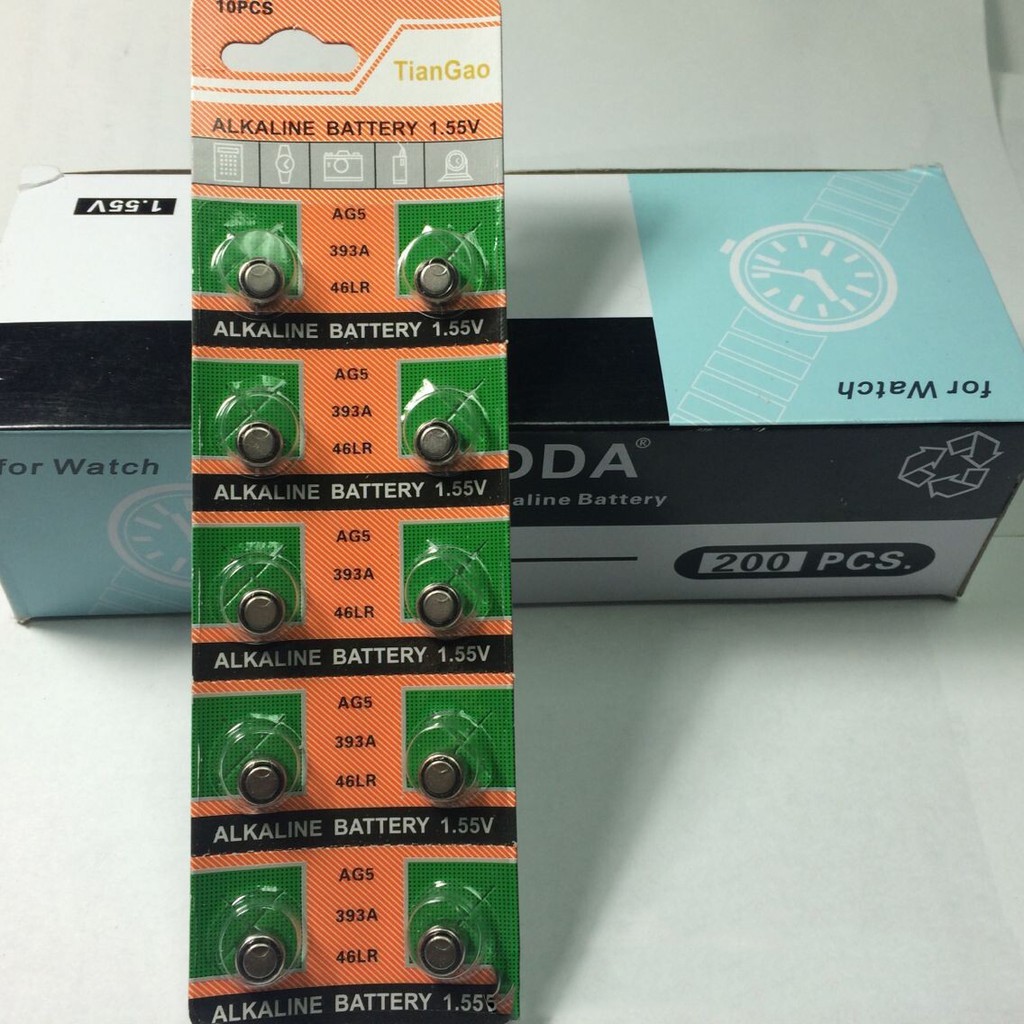 10PCS
TianGao
ALKALINE BATTERY 1.55V
AG5
393A
46LR
ALKALINE BATTERY 1.55V
AG5
393A
46LR
ALKALINE BATTERY 1.55V
AG5
393A
46LR
ALKALINE BATTERY 1.55V
AG5
393A
46LR
ALKALINE BATTERY 1.55V
AG5
393A
46LR
ALKALINE BATTERY 1.55V
1.55V
for Watch
for Watch
ODA®
aline Battery
200 PCS.